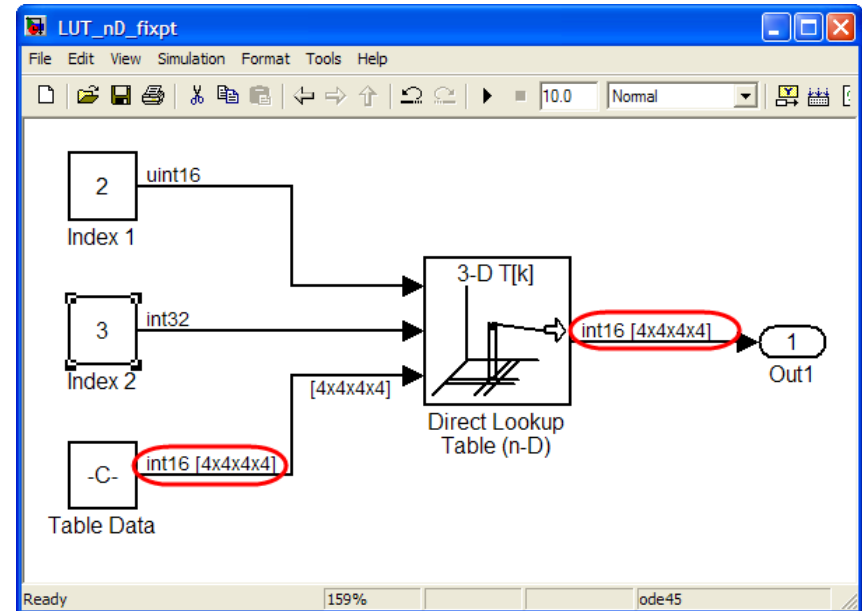 LUT_nD_fixpt
File Edit View Simulation Format Tools Help
10.0 Normal
2
uint16
Index 1
3
int32
Index 2
-C-
int16 [4x4x4x4]
Table Data
[4x4x4x4]
3-D T[k]
Direct Lookup
Table (n-D)
int16 [4x4x4x4]
1
Out1
Ready 159% ode45